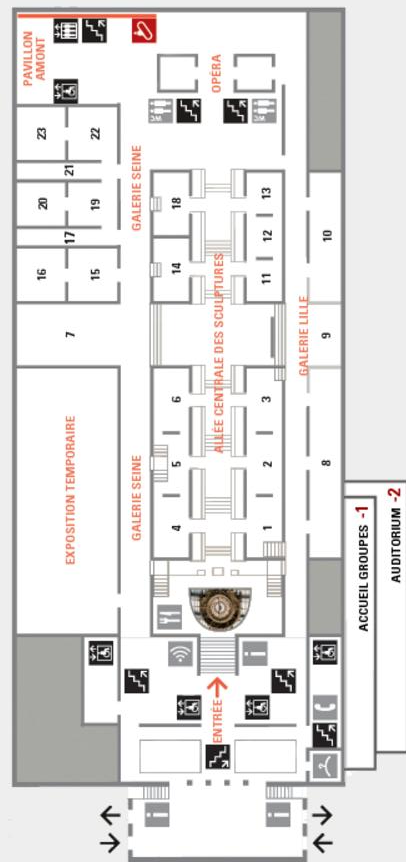 PAVILLON
AMONT
OPÉRA
WC
WC
23
22
21
20
19
17
16
15
7
GALERIE SEINE
18
14
13
12
11
10
9
ALLÉE CENTRALE DES SCULPTURES
GALERIE LILLE
EXPOSITION TEMPORAIRE
GALERIE SEINE
6
5
4
3
2
1
8
ACCUEIL GROUPES -1
AUDITORIUM -2
i
ENTRÉE
i
i